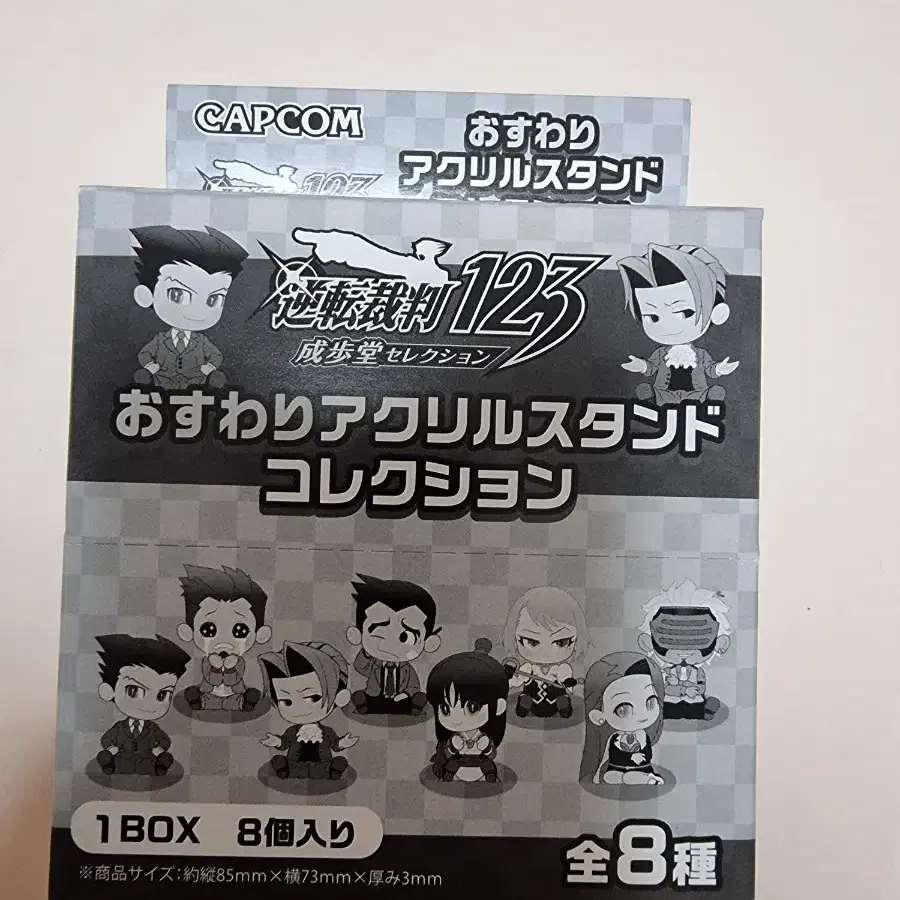 CAPCOM
おすわり
アクリルスタンド
123
逆転裁判123
成歩堂セレクション
おすわりアクリルスタンド
コレクション
1BOX 8個入り
※商品サイズ:約縦85mm×横73mm×厚み3mm
全8種